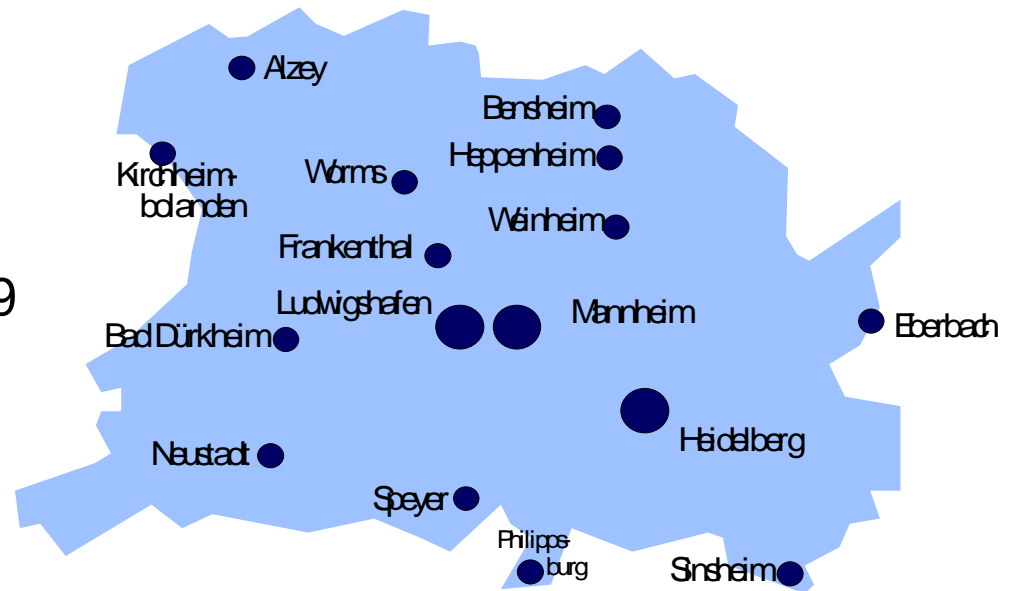 Alzey
Bensheim
Heppenheim
Kirchheim-
bolanden
Worms
Weinheim
Frankenthal
9
Ludwigshafen
Mannheim
Bad Dürkheim
Eberbach
Heidelberg
Neustadt
Speyer
Philipps-
burg
Sinsheim